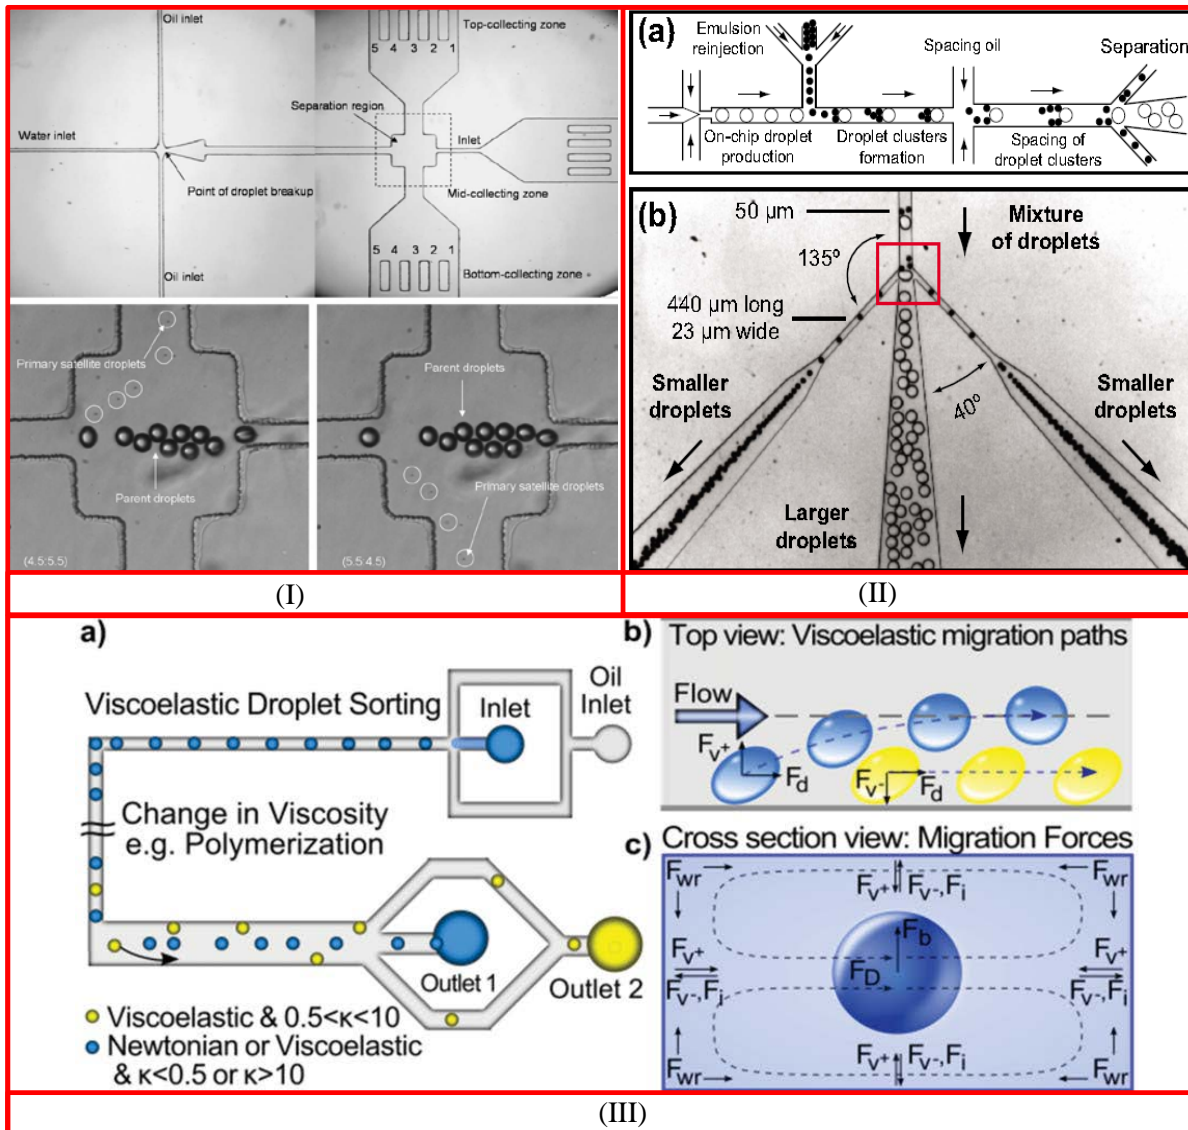 Oil inlet
Top-collecting zone
5 4 3 2 1
Separation region
Water inlet
Inlet
Point of droplet breakup
Mid-collecting zone
5 4 3 2 1
Oil inlet
Bottom-collecting zone
Primary satellite droplets
Parent droplets
(4.5:5.5)
Parent droplets
Primary satellite droplets
(5.5:4.5)
(I)
(a)
Emulsion
reinjection
Spacing oil
Separation
On-chip droplet
production
Droplet clusters
formation
Spacing of
droplet clusters
(b)
50 µm
Mixture
of droplets
135º
440 µm long
23 µm wide
Smaller
droplets
40º
Smaller
droplets
Larger
droplets
(II)
a)
Viscoelastic Droplet Sorting
Inlet
Oil
Inlet
Change in Viscosity
e.g. Polymerization
Outlet 1
Outlet 2
Viscoelastic & 0.5<κ<10
Newtonian or Viscoelastic
& κ<0.5 or κ>10
b)
Top view: Viscoelastic migration paths
Flow
Fv+
Fd
Fv-
Fd
c)
Cross section view: Migration Forces
Fwr
Fv+
Fv-,Fi
Fwr
Fb
Fv+
FD
Fv+
Fv-,Fi
Fv-,Fi
Fwr
Fv+
Fv-,Fi
Fwr
(III)